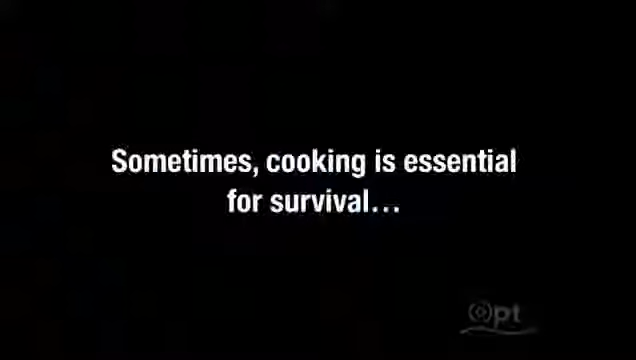 Sometimes, cooking is essential
for survival…
opt